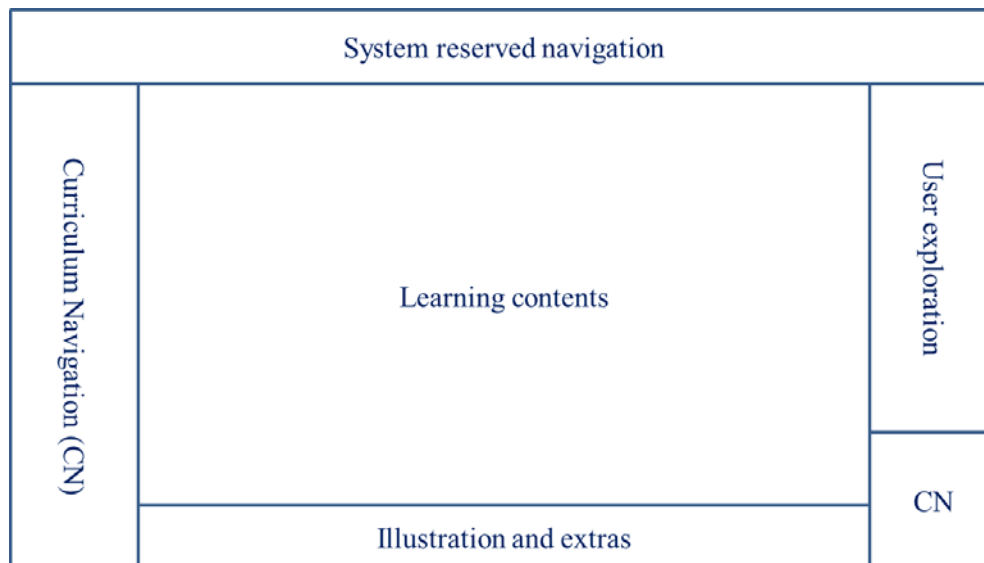 System reserved navigation
Curriculum Navigation (CN)
Learning contents
User exploration
CN
Illustration and extras